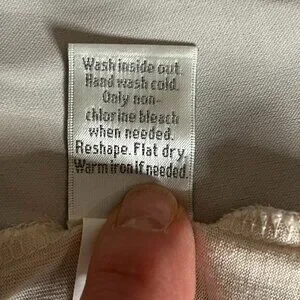 Wash inside out.
Hand wash cold.
Only non-
chlorine bleach
when needed.
Reshape. Flat dry.
Warm iron if needed.